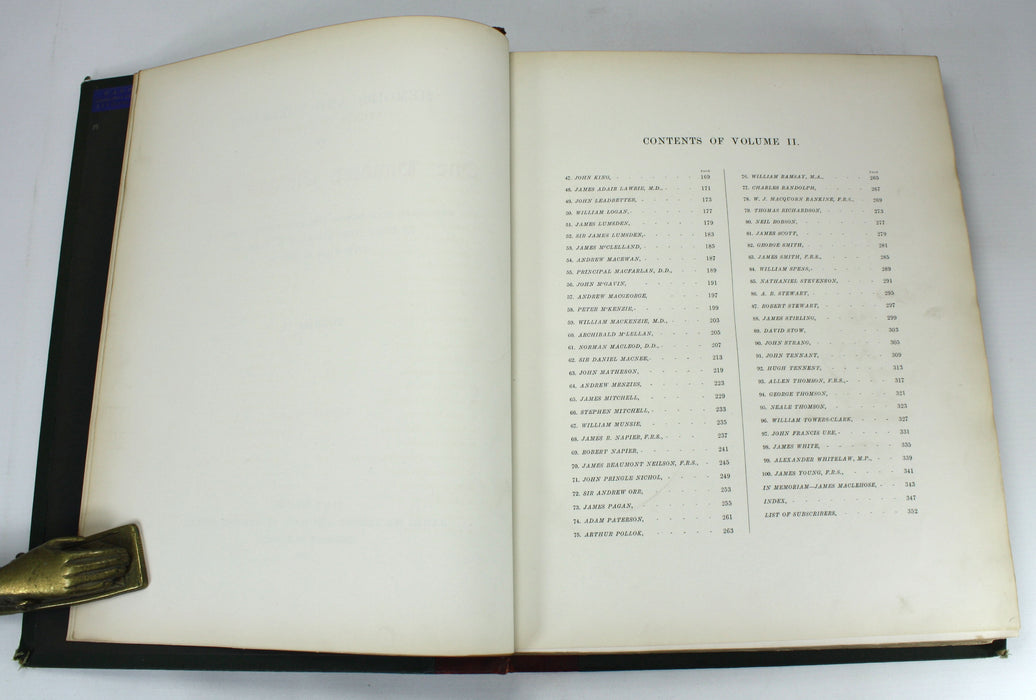 CONTENTS OF VOLUME II.
PAGE
47. JOHN KING, 169
48. JAMES ADAIR LAWRIE, M.D., 171
49. JOHN LEADBETTER, 173
50. WILLIAM LOGAN, 177
51. JAMES LUMSDEN, 179
52. SIR JAMES LUMSDEN, 183
53. JAMES M'CLELLAND, 185
54. ANDREW MACEWAN, 187
55. PRINCIPAL MACFARLAN, D.D., 189
56. JOHN M'GAVIN, 191
57. ANDREW MACGEORGE, 197
58. PETER M'KENZIE, 199
59. WILLIAM MACKENZIE, M.D., 203
60. ARCHIBALD M'LELLAN, 205
61. NORMAN MACLEOD, D.D., 207
62. SIR DANIEL MACNEE, 213
63. JOHN MATHESON, 219
64. ANDREW MENZIES, 223
65. JAMES MITCHELL, 229
66. STEPHEN MITCHELL, 233
67. WILLIAM MUNSIE, 235
68. JAMES R. NAPIER, F.R.S., 237
69. ROBERT NAPIER, 241
70. JAMES BEAUMONT NEILSON, F.R.S., 245
71. JOHN PRINGLE NICHOL, 249
72. SIR ANDREW ORR, 253
73. JAMES PAGAN, 255
74. ADAM PATERSON, 261
75. ARTHUR POLLOK, 263
PAGE
76. WILLIAM RAMSAY, M.A., 265
77. CHARLES RANDOLPH, 267
78. W. J. MACQUORN RANKINE, F.R.S., 269
79. THOMAS RICHARDSON, 273
80. NEIL ROBSON, 277
81. JAMES SCOTT, 279
82. GEORGE SMITH, 281
83. JAMES SMITH, F.R.S., 285
84. WILLIAM SPENS, 289
85. NATHANIEL STEVENSON, 291
86. A. B. STEWART, 295
87. ROBERT STEWART, 297
88. JAMES STIRLING, 299
89. DAVID STOW, 303
90. JOHN STRANG, 305
91. JOHN TENNANT, 309
92. HUGH TENNENT, 313
93. ALLEN THOMSON, F.R.S., 317
94. GEORGE THOMSON, 321
95. NEALE THOMSON, 323
96. WILLIAM TOWERS-CLARK, 327
97. JOHN FRANCIS URE, 331
98. JAMES WHITE, 335
99. ALEXANDER WHITELAW, M.P., 339
100. JAMES YOUNG, F.R.S., 341
IN MEMORIAM—JAMES MACLEHOSE, 343
INDEX, 347
LIST OF SUBSCRIBERS, 352